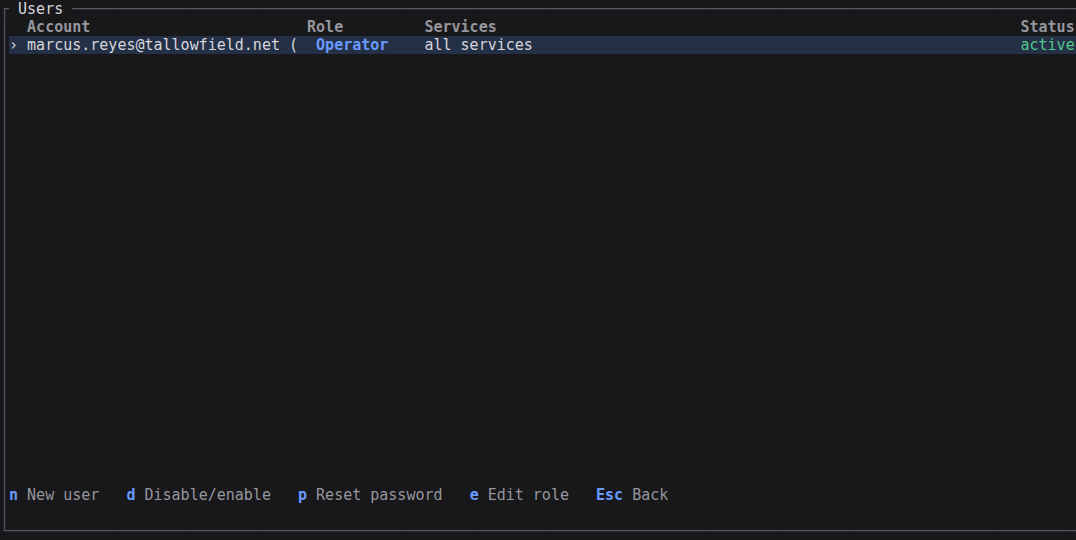 Users
Account Role Services Status
› marcus.reyes@tallowfield.net ( Operator all services active
n New user d Disable/enable p Reset password e Edit role Esc Back